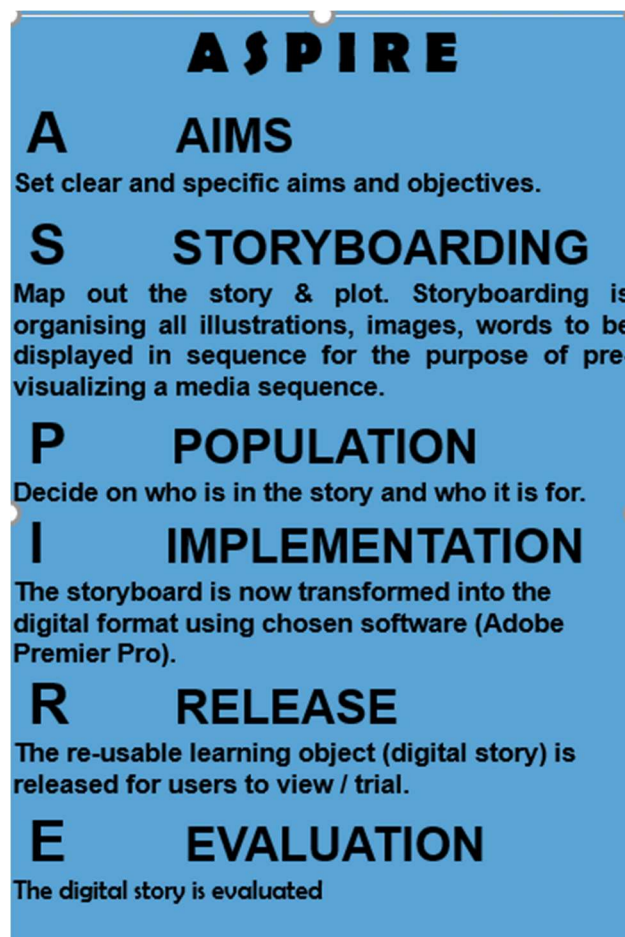 ASPIRE
A AIMS
Set clear and specific aims and objectives.
S STORYBOARDING
Map out the story & plot. Storyboarding is
organising all illustrations, images, words to be
displayed in sequence for the purpose of pre-
visualizing a media sequence.
P POPULATION
Decide on who is in the story and who it is for.
I IMPLEMENTATION
The storyboard is now transformed into the
digital format using chosen software (Adobe
Premier Pro).
R RELEASE
The re-usable learning object (digital story) is
released for users to view / trial.
E EVALUATION
The digital story is evaluated